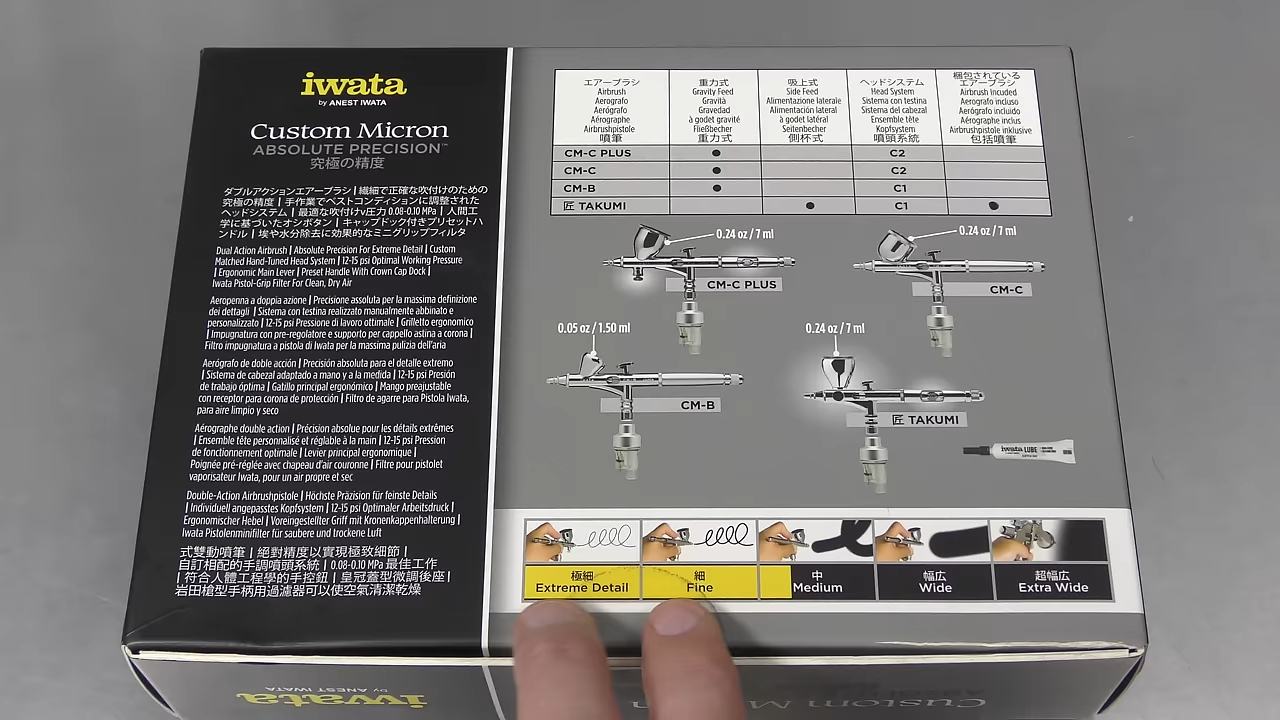 iwata
by ANEST IWATA
Custom Micron
ABSOLUTE PRECISION™
究極の精度
ダブルアクションエアーブラシ | 繊細で正確な吹付けのための
究極の精度 | 手作業でベストコンディションに調整された
ヘッドシステム | 最適な吹付けv圧力 0.08-0.10 MPa | 人間工
学に基づいたオシボタン | キャップドック付きプリセットハ
ンドル | 埃や水分除去に効果的なミニグリップフィルタ
Dual Action Airbrush | Absolute Precision For Extreme Detail | Custom
Matched Hand-Tuned Head System | 12-15 psi Optimal Working Pressure
| Ergonomic Main Lever | Preset Handle With Crown Cap Dock |
Iwata Pistol-Grip Filter For Clean, Dry Air
Aeropenna a doppia azione | Precisione assoluta per la massima definizione
dei dettagli | Sistema con testina realizzato manualmente abbinato e
personalizzato | 12-15 psi Pressione di lavoro ottimale | Grilletto ergonomico
| Impugnatura con pre-regolatore e supporto per cappello astina a corona |
Filtro impugnatura a pistola di Iwata per la massima pulizia dell'aria
Aerógrafo de doble acción | Precisión absoluta para el detalle extremo
| Sistema de cabezal adaptado a mano y a la medida | 12-15 psi Presión
de trabajo óptima | Gatillo principal ergonómico | Mango preajustable
con receptor para corona de protección | Filtro de agarre para Pistola Iwata,
para aire limpio y seco
Aérographe double action | Précision absolue pour les détails extrêmes
| Ensemble tête personnalisé et réglable à la main | 12-15 psi Pression
de fonctionnement optimale | Levier principal ergonomique |
Poignée pré-réglée avec chapeau d'air couronne | Filtre pour pistolet
vaporisateur Iwata, pour un air propre et sec
Double-Action Airbrushpistole | Höchste Präzision für feinste Details
| Individuell angepasstes Kopfsystem | 12-15 psi Optimaler Arbeitsdruck |
Ergonomischer Hebel | Voreingestellter Griff mit Kronenkappenhalterung |
Iwata Pistolenminifilter für saubere und trockene Luft
式雙動噴筆 | 絕對精度以實現極致細節 |
自訂相配的手調噴頭系統 | 0.08-0.10 MPa 最佳工作
| 符合人體工程學的手控鈕 | 皇冠蓋型微調後座 |
岩田槍型手柄用過濾器可以使空氣清潔乾燥
エアーブラシ
Airbrush
Aerografo
Aerógrafo
Aérographe
Airbrushpistole
噴筆
重力式
Gravity Feed
Gravità
Gravedad
à godet gravité
Fließbecher
重力式
吸上式
Side Feed
Alimentazione laterale
Alimentación lateral
à godet latéral
Seitenbecher
側杯式
ヘッドシステム
Head System
Sistema con testina
Sistema del cabezal
Ensemble tête
Kopfsystem
噴頭系統
梱包されている
エアーブラシ
Airbrush included
Aerografo incluso
Aerógrafo incluido
Aérographe inclus
Airbrushpistole inklusive
包括噴筆
CM-C PLUS ● C2
CM-C ● C2
CM-B ● C1
匠 TAKUMI ● C1 ●
0.24 oz / 7 ml
CM-C PLUS
0.24 oz / 7 ml
CM-C
0.05 oz / 1.50 ml
CM-B
0.24 oz / 7 ml
匠 TAKUMI
iwata LUBE
極細
Extreme Detail
細
Fine
中
Medium
幅広
Wide
超幅広
Extra Wide
iwata
by ANEST IWATA
Custom M